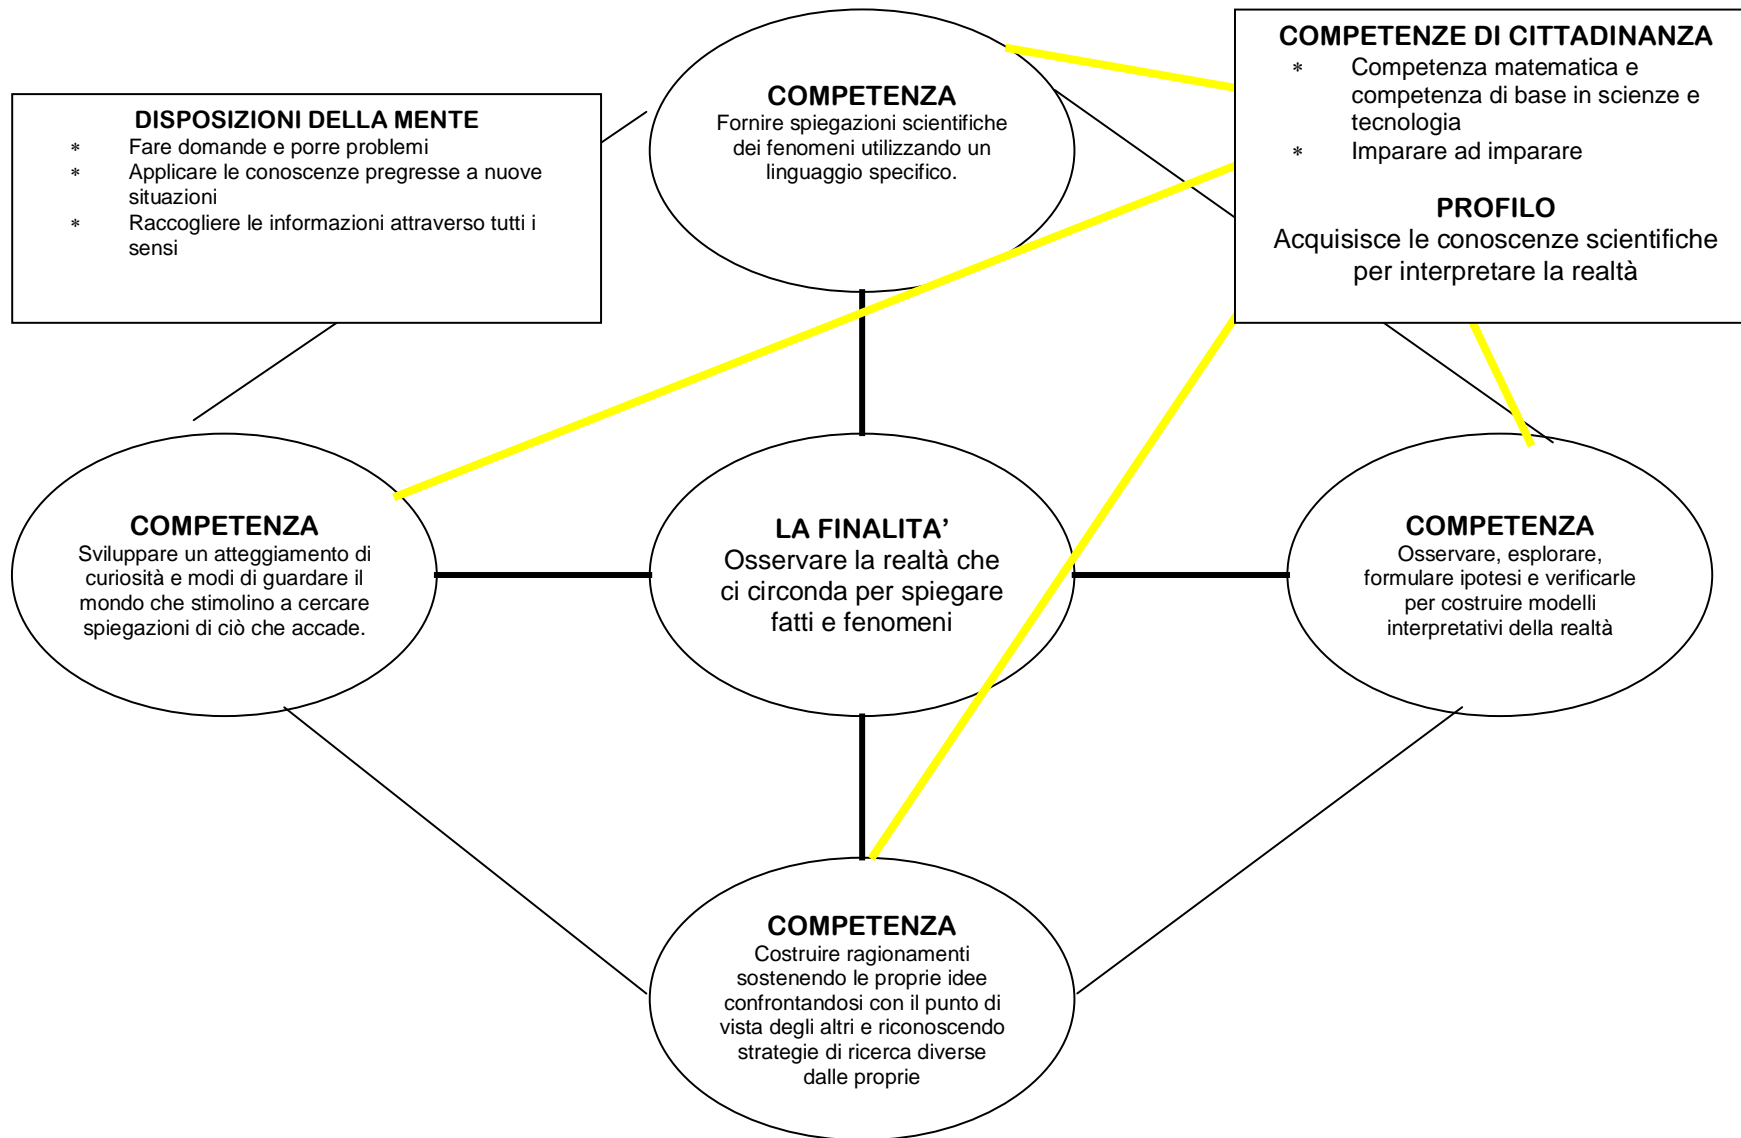 COMPETENZE DI CITTADINANZA
* Competenza matematica e
competenza di base in scienze e
tecnologia
* Imparare ad imparare
PROFILO
Acquisisce le conoscenze scientifiche
per interpretare la realtà
DISPOSIZIONI DELLA MENTE
* Fare domande e porre problemi
* Applicare le conoscenze pregresse a nuove
situazioni
* Raccogliere le informazioni attraverso tutti i
sensi
COMPETENZA
Fornire spiegazioni scientifiche
dei fenomeni utilizzando un
linguaggio specifico.
COMPETENZA
Sviluppare un atteggiamento di
curiosità e modi di guardare il
mondo che stimolino a cercare
spiegazioni di ciò che accade.
LA FINALITA’
Osservare la realtà che
ci circonda per spiegare
fatti e fenomeni
COMPETENZA
Osservare, esplorare,
formulare ipotesi e verificarle
per costruire modelli
interpretativi della realtà
COMPETENZA
Costruire ragionamenti
sostenendo le proprie idee
confrontandosi con il punto di
vista degli altri e riconoscendo
strategie di ricerca diverse
dalle proprie